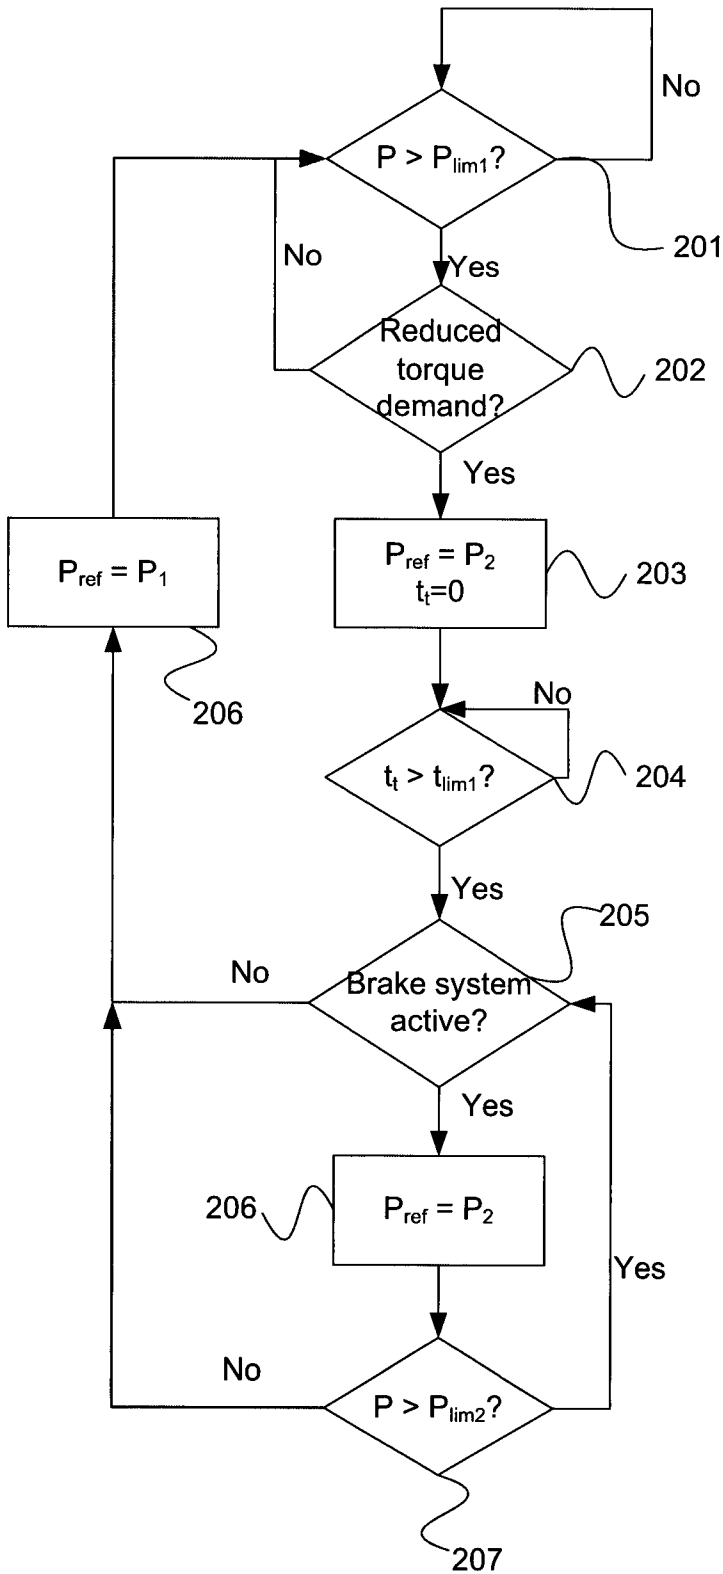 No
P > Plim1?
201
No
Yes
Reduced
torque
demand?
202
Yes
Pref = P2
tt=0
203
Pref = P1
206
No
tt > tlim1?
204
Yes
205
No
Brake system
active?
Yes
206
Pref = P2
Yes
No
P > Plim2?
207